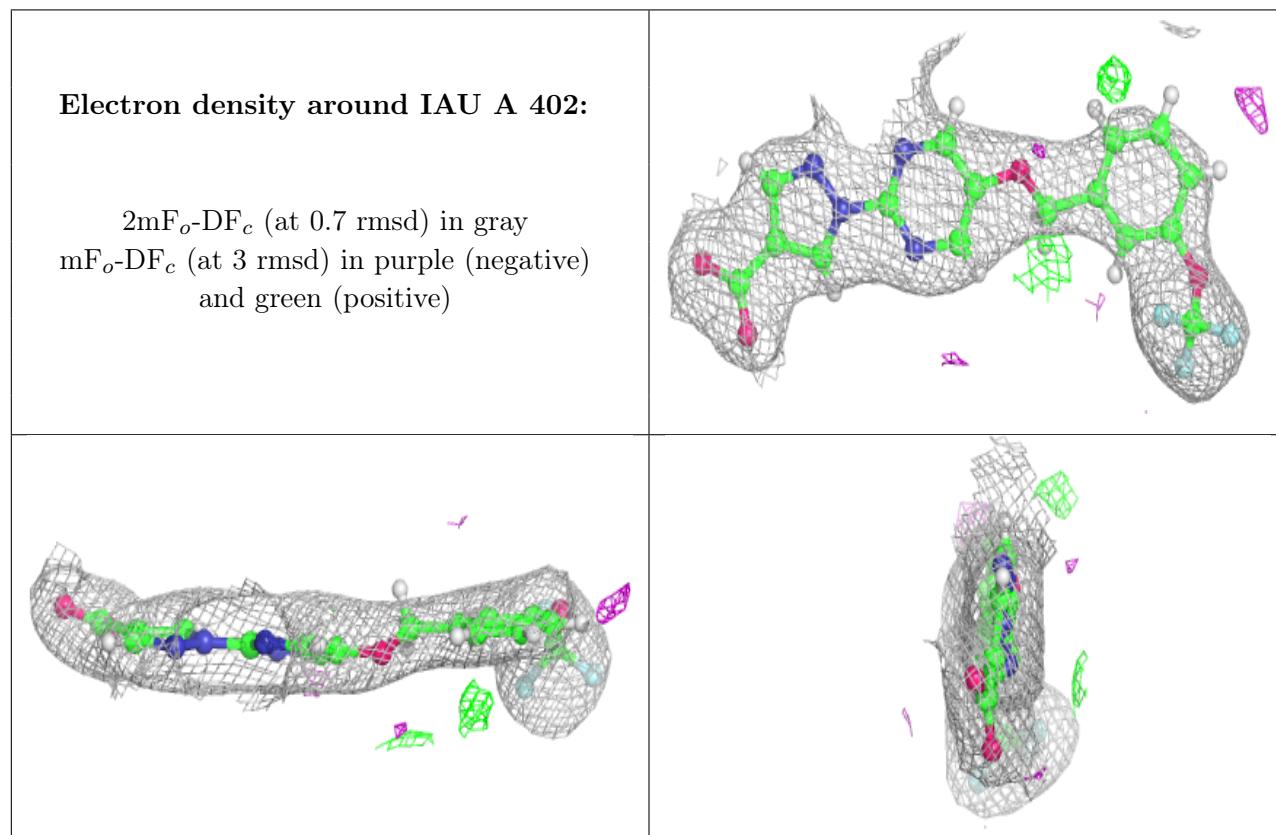 Electron density around IAU A 402:
2mFo-DFc (at 0.7 rmsd) in gray
mFo-DFc (at 3 rmsd) in purple (negative)
and green (positive)